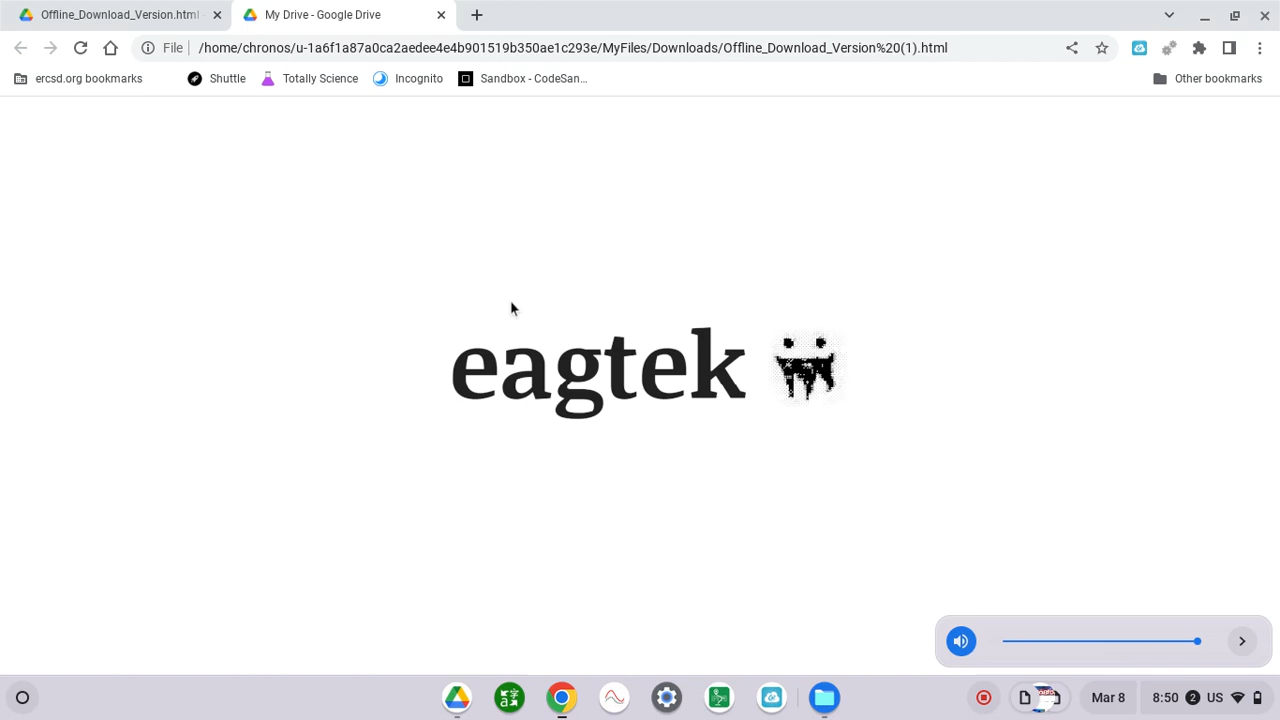 Offline_Download_Version.html -
My Drive - Google Drive
File
/home/chronos/u-1a6f1a87a0ca2aedee4e4b901519b350ae1c293e/MyFiles/Downloads/Offline_Download_Version%20(1).html
ercsd.org bookmarks
Shuttle
Totally Science
Incognito
Sandbox - CodeSan...
Other bookmarks
eagtek
Mar 8
8:50 2 US